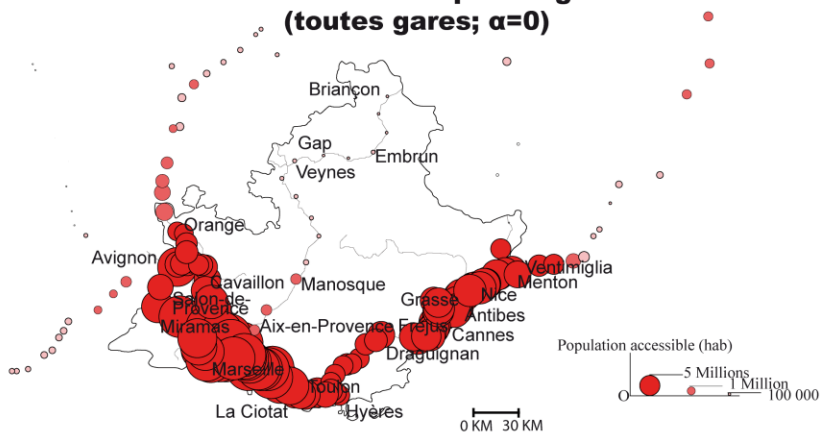 (toutes gares; α=0)
Briançon
Gap
Embrun
Veynes
Orange
Avignon
Ventimiglia
Cavaillon
Manosque
Menton
Salon-de-
Provence
Grasse
Nice
Miramas
Aix-en-Provence
Fréjus
Antibes
Cannes
Draguignan
Marseille
Toulon
La Ciotat
Hyères
0 KM 30 KM
Population accessible (hab)
5 Millions
1 Million
O
100 000